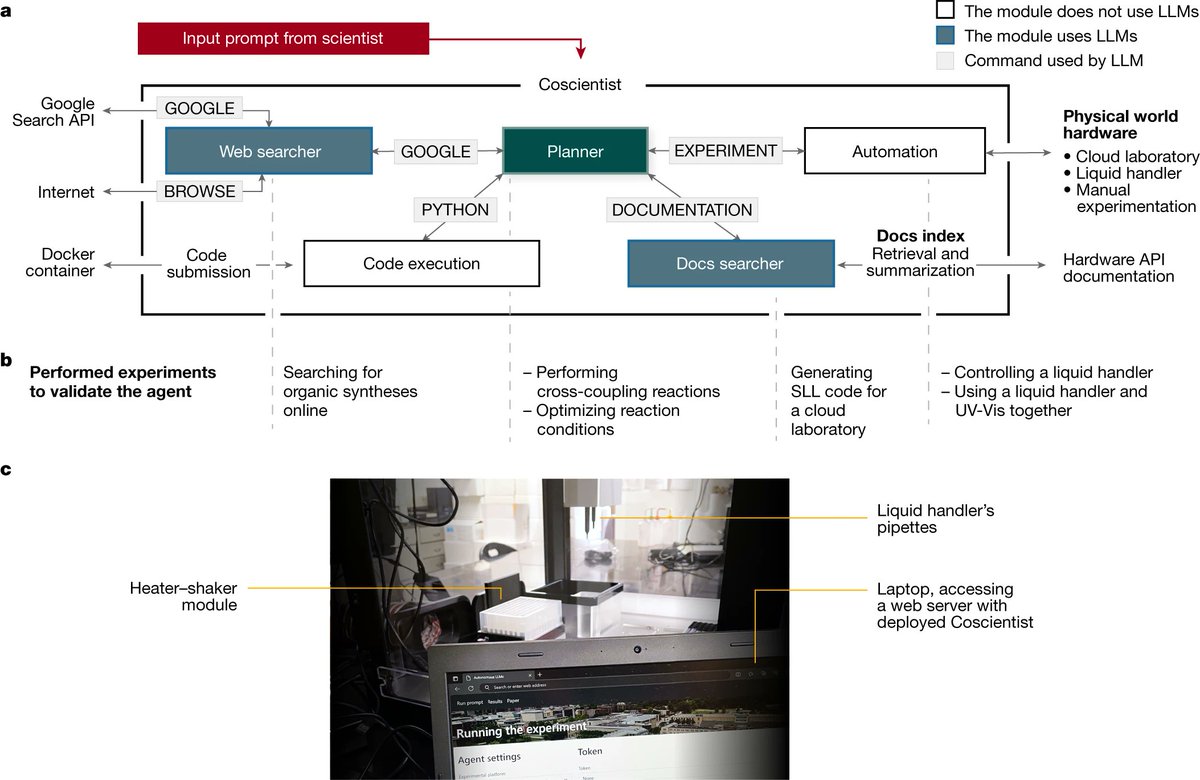 a
Input prompt from scientist
The module does not use LLMs
The module uses LLMs
Command used by LLM
Coscientist
Google
Search API
GOOGLE
Web searcher
GOOGLE
Planner
EXPERIMENT
Automation
Physical world
hardware
• Cloud laboratory
• Liquid handler
• Manual
experimentation
Internet
BROWSE
PYTHON
DOCUMENTATION
Docker
container
Code
submission
Code execution
Docs searcher
Docs index
Retrieval and
summarization
Hardware API
documentation
b
Performed experiments
to validate the agent
Searching for
organic syntheses
online
– Performing
cross-coupling reactions
– Optimizing reaction
conditions
Generating
SLL code for
a cloud
laboratory
– Controlling a liquid handler
– Using a liquid handler and
UV-Vis together
c
Liquid handler’s
pipettes
Heater–shaker
module
Laptop, accessing
a web server with
deployed Coscientist
Autonomous LLMs
Search or enter web address
Run prompt Results Paper
Running the experiment
Agent settings
Token
Experimental platform
Token